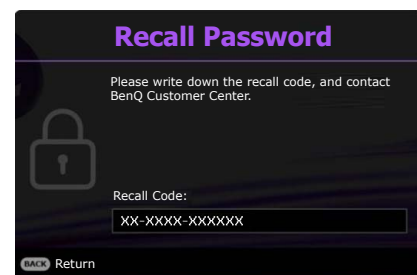 Recall Password
Please write down the recall code, and contact
BenQ Customer Center.
Recall Code:
XX-XXXX-XXXXXX
BACK Return